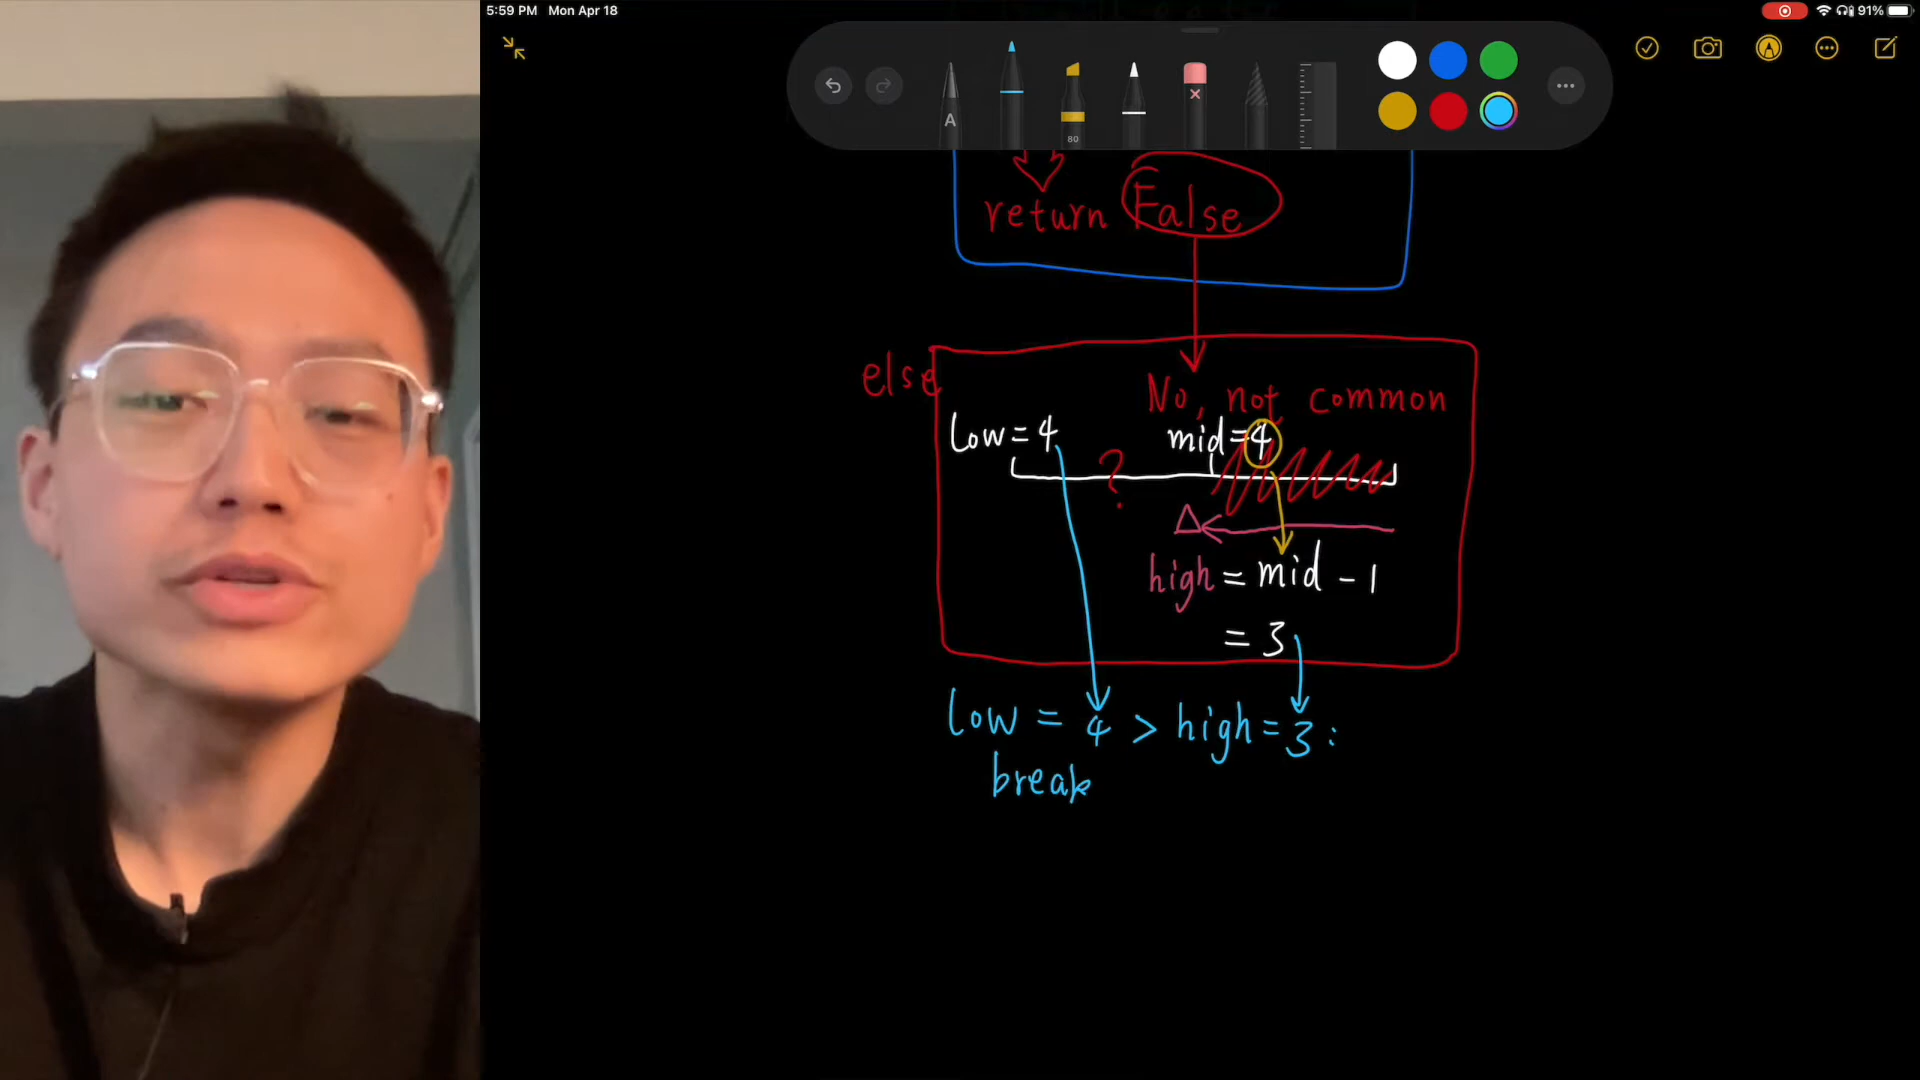 5:59 PM Mon Apr 18
91%
A
80
return False
else
No, not common
low=4 mid=4
?
high = mid - 1
= 3
low = 4 > high=3:
break